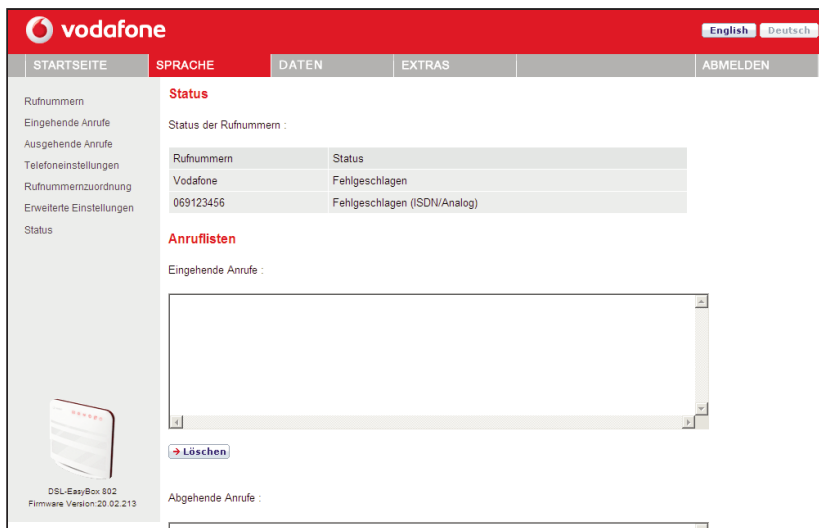 vodafone
English Deutsch
STARTSEITE SPRACHE DATEN EXTRAS ABMELDEN
Rufnummern
Eingehende Anrufe
Ausgehende Anrufe
Telefoneinstellungen
Rufnummernzuordnung
Erweiterte Einstellungen
Status
DSL-EasyBox 802
Firmware Version:20.02.213
Status
Status der Rufnummern :
Rufnummern Status
Vodafone Fehlgeschlagen
069123456 Fehlgeschlagen (ISDN/Analog)
Anruflisten
Eingehende Anrufe :
Löschen
Abgehende Anrufe :